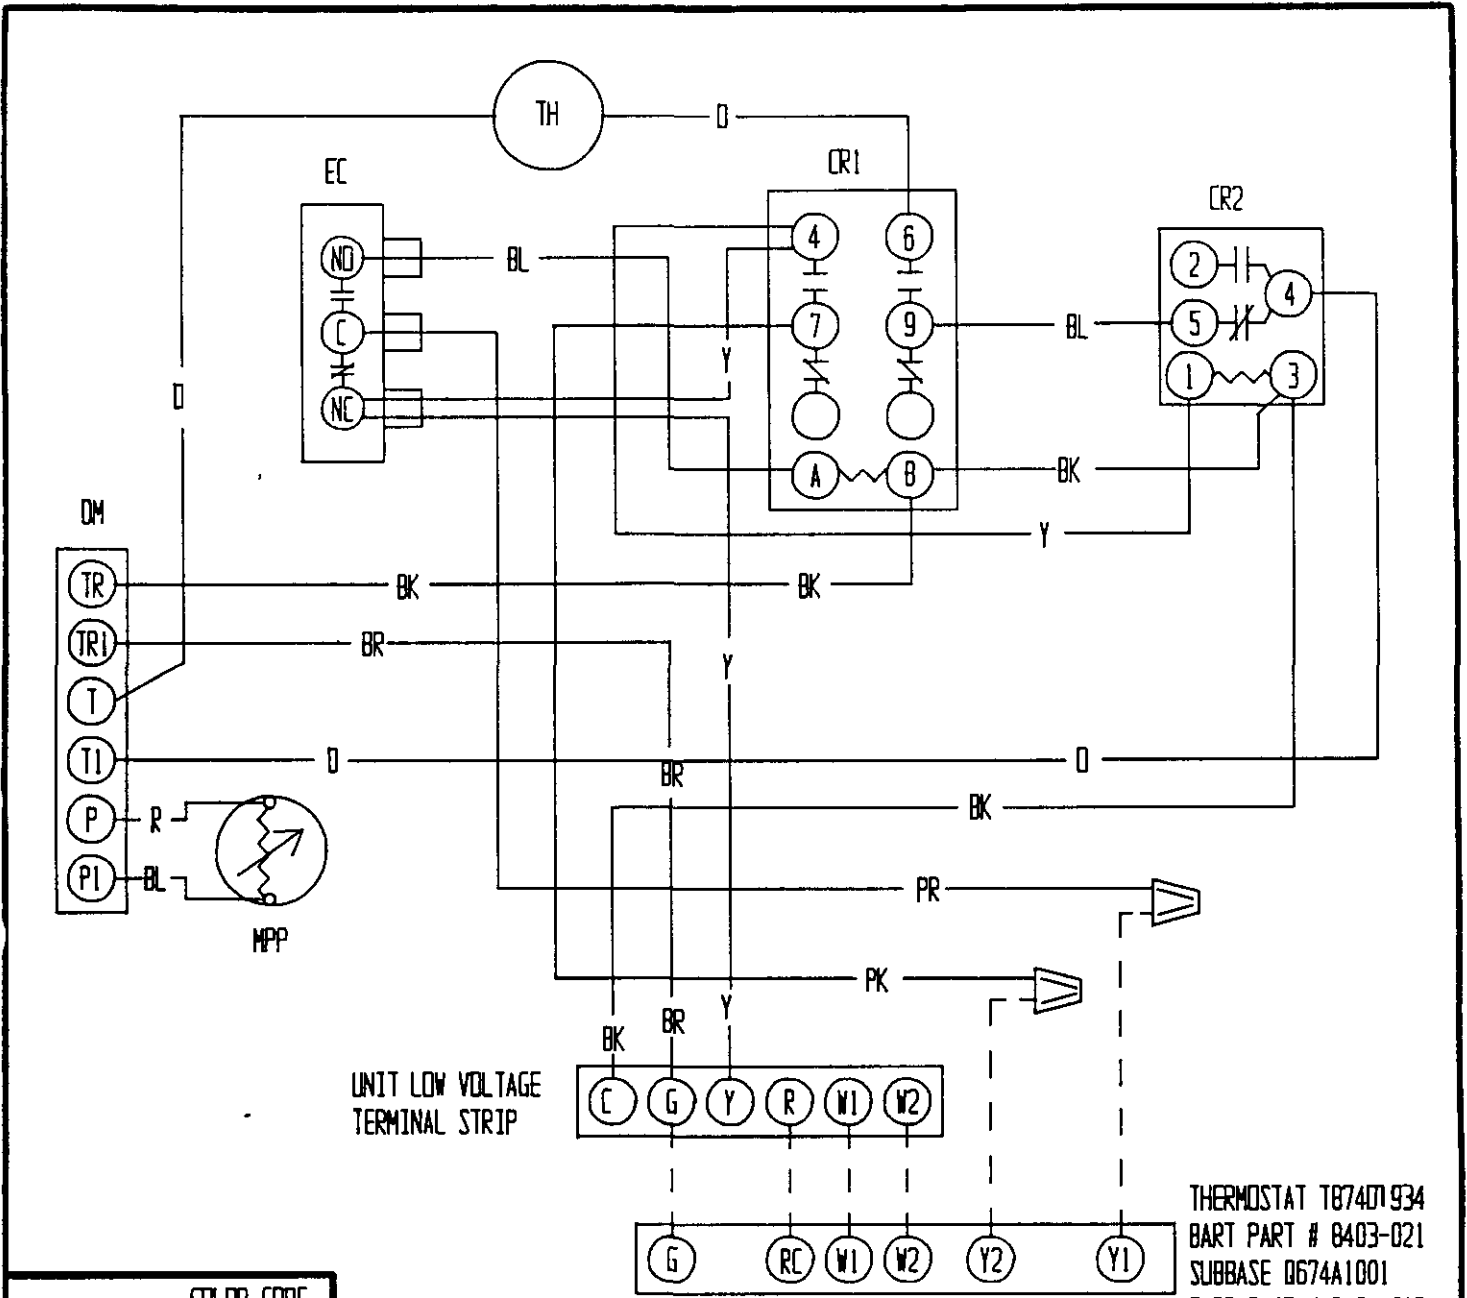 TH
O
EC
CR1
CR2
NO
BL
4
6
2
4
C
7
9
BL
5
Y
1
3
O
NC
A
B
BK
DM
Y
TR
BK
BK
TR1
BR
Y
T
T1
O
O
BR
P
R
BK
P1
BL
PR
MPP
PK
Y
BR
BK
UNIT LOW VOLTAGE
TERMINAL STRIP
C G Y R W1 W2
THERMOSTAT T874D1934
BART PART # 8403-021
SUBBASE Q674A1001
G RC W1 W2 Y2 Y1
COLOR CODE